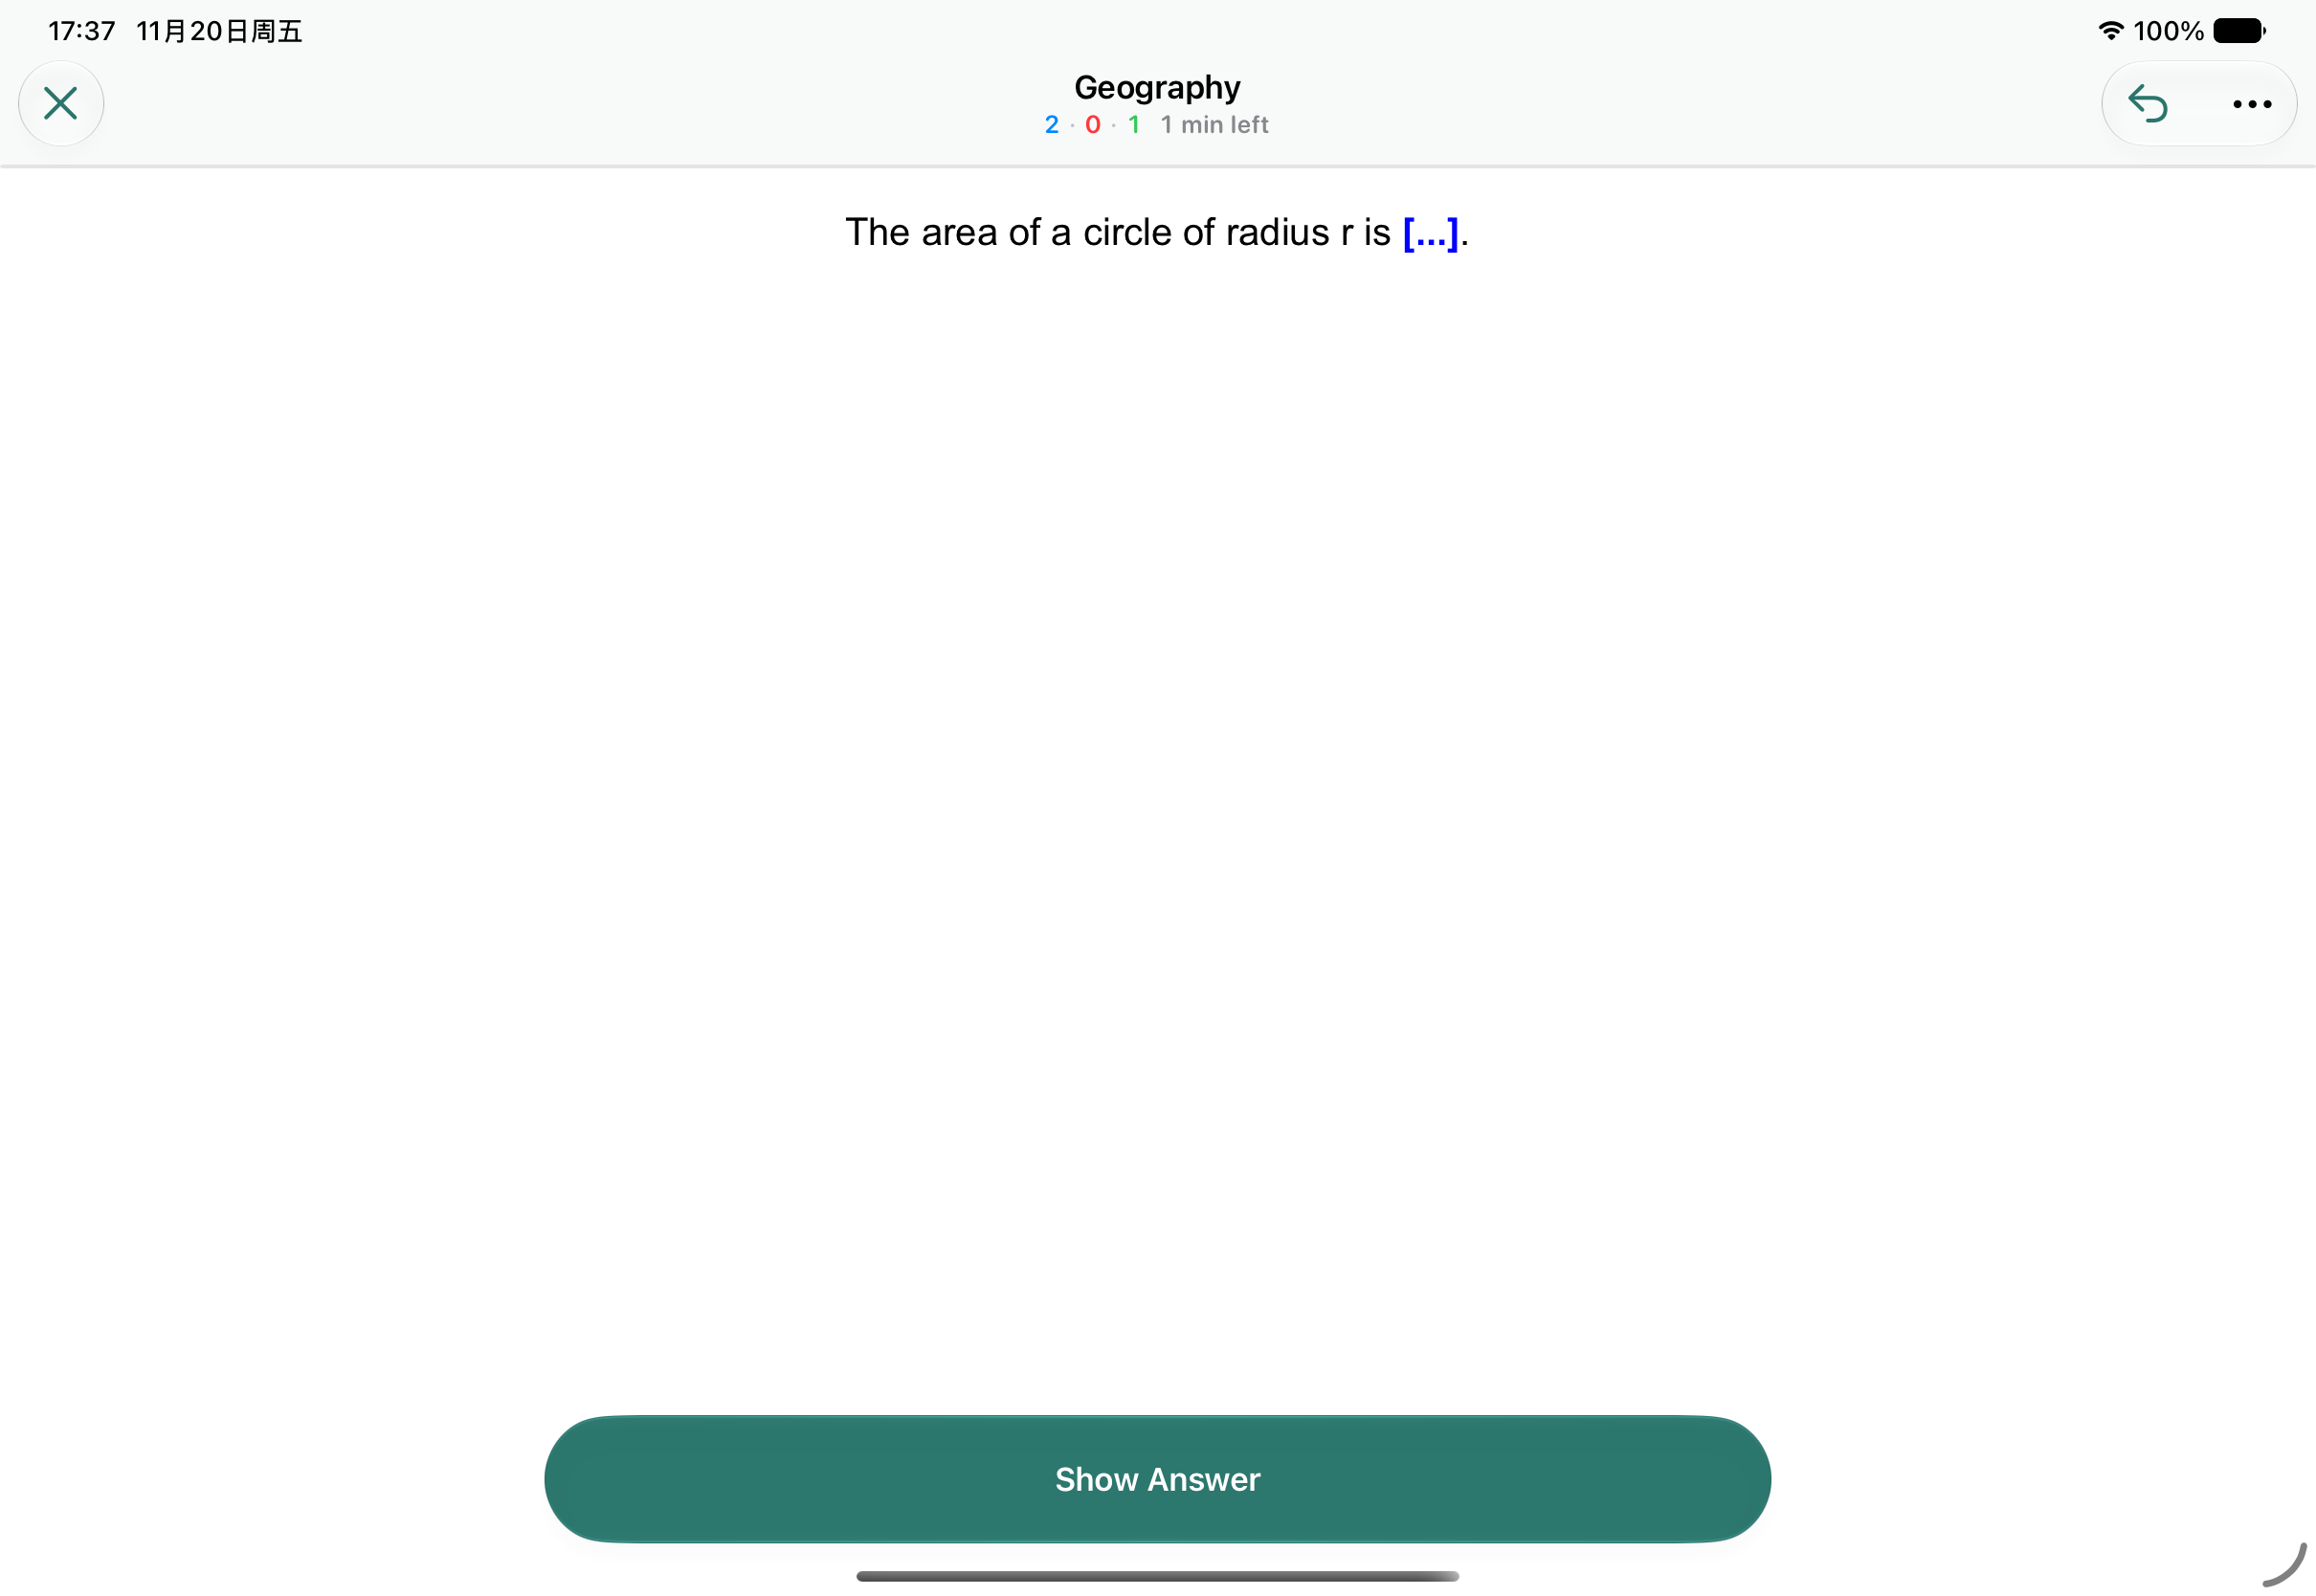 17:37 11月20日周五
100%
Geography
2 · 0 · 1 1 min left
The area of a circle of radius r is [...].
Show Answer